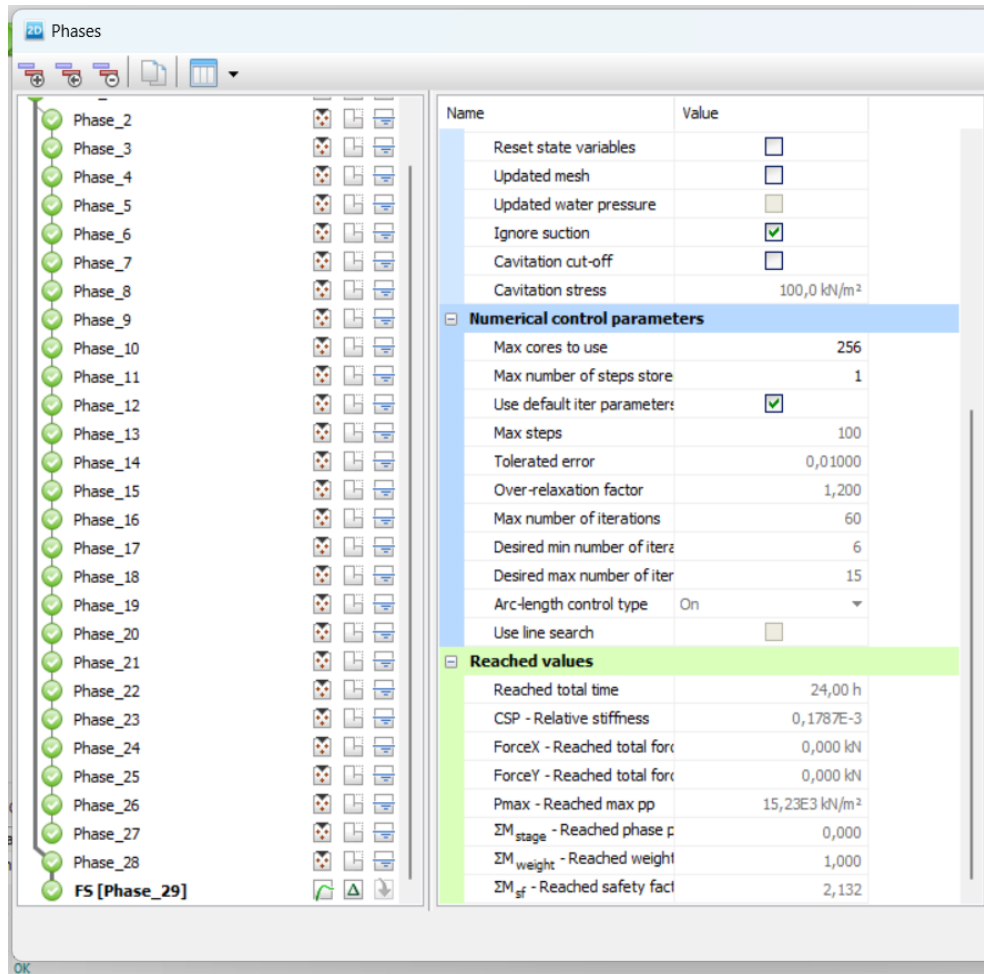 2D Phases
Phase_2
Phase_3
Phase_4
Phase_5
Phase_6
Phase_7
Phase_8
Phase_9
Phase_10
Phase_11
Phase_12
Phase_13
Phase_14
Phase_15
Phase_16
Phase_17
Phase_18
Phase_19
Phase_20
Phase_21
Phase_22
Phase_23
Phase_24
Phase_25
Phase_26
Phase_27
Phase_28
FS [Phase_29]
Name Value
Reset state variables
Updated mesh
Updated water pressure
Ignore suction
Cavitation cut-off
Cavitation stress 100,0 kN/m²
Numerical control parameters
Max cores to use 256
Max number of steps store 1
Use default iter parameters
Max steps 100
Tolerated error 0,01000
Over-relaxation factor 1,200
Max number of iterations 60
Desired min number of itera 6
Desired max number of iter 15
Arc-length control type On
Use line search
Reached values
Reached total time 24,00 h
CSP - Relative stiffness 0,1787E-3
ForceX - Reached total forc 0,000 kN
ForceY - Reached total forc 0,000 kN
Pmax - Reached max pp 15,23E3 kN/m²
ΣM stage - Reached phase p 0,000
ΣM weight - Reached weight 1,000
ΣM sf - Reached safety fact 2,132
OK